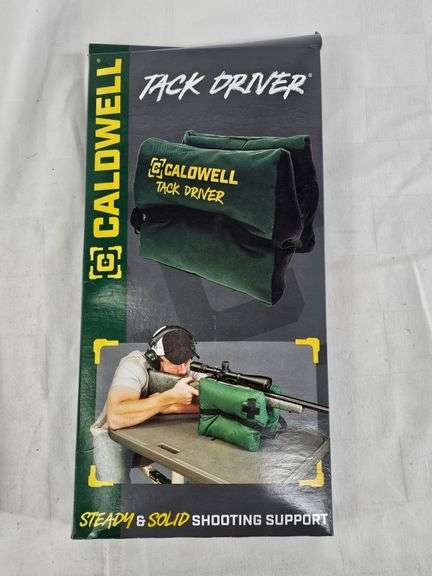 CALDWELL®
TACK DRIVER®
CALDWELL
TACK DRIVER
STEADY & SOLID SHOOTING SUPPORT